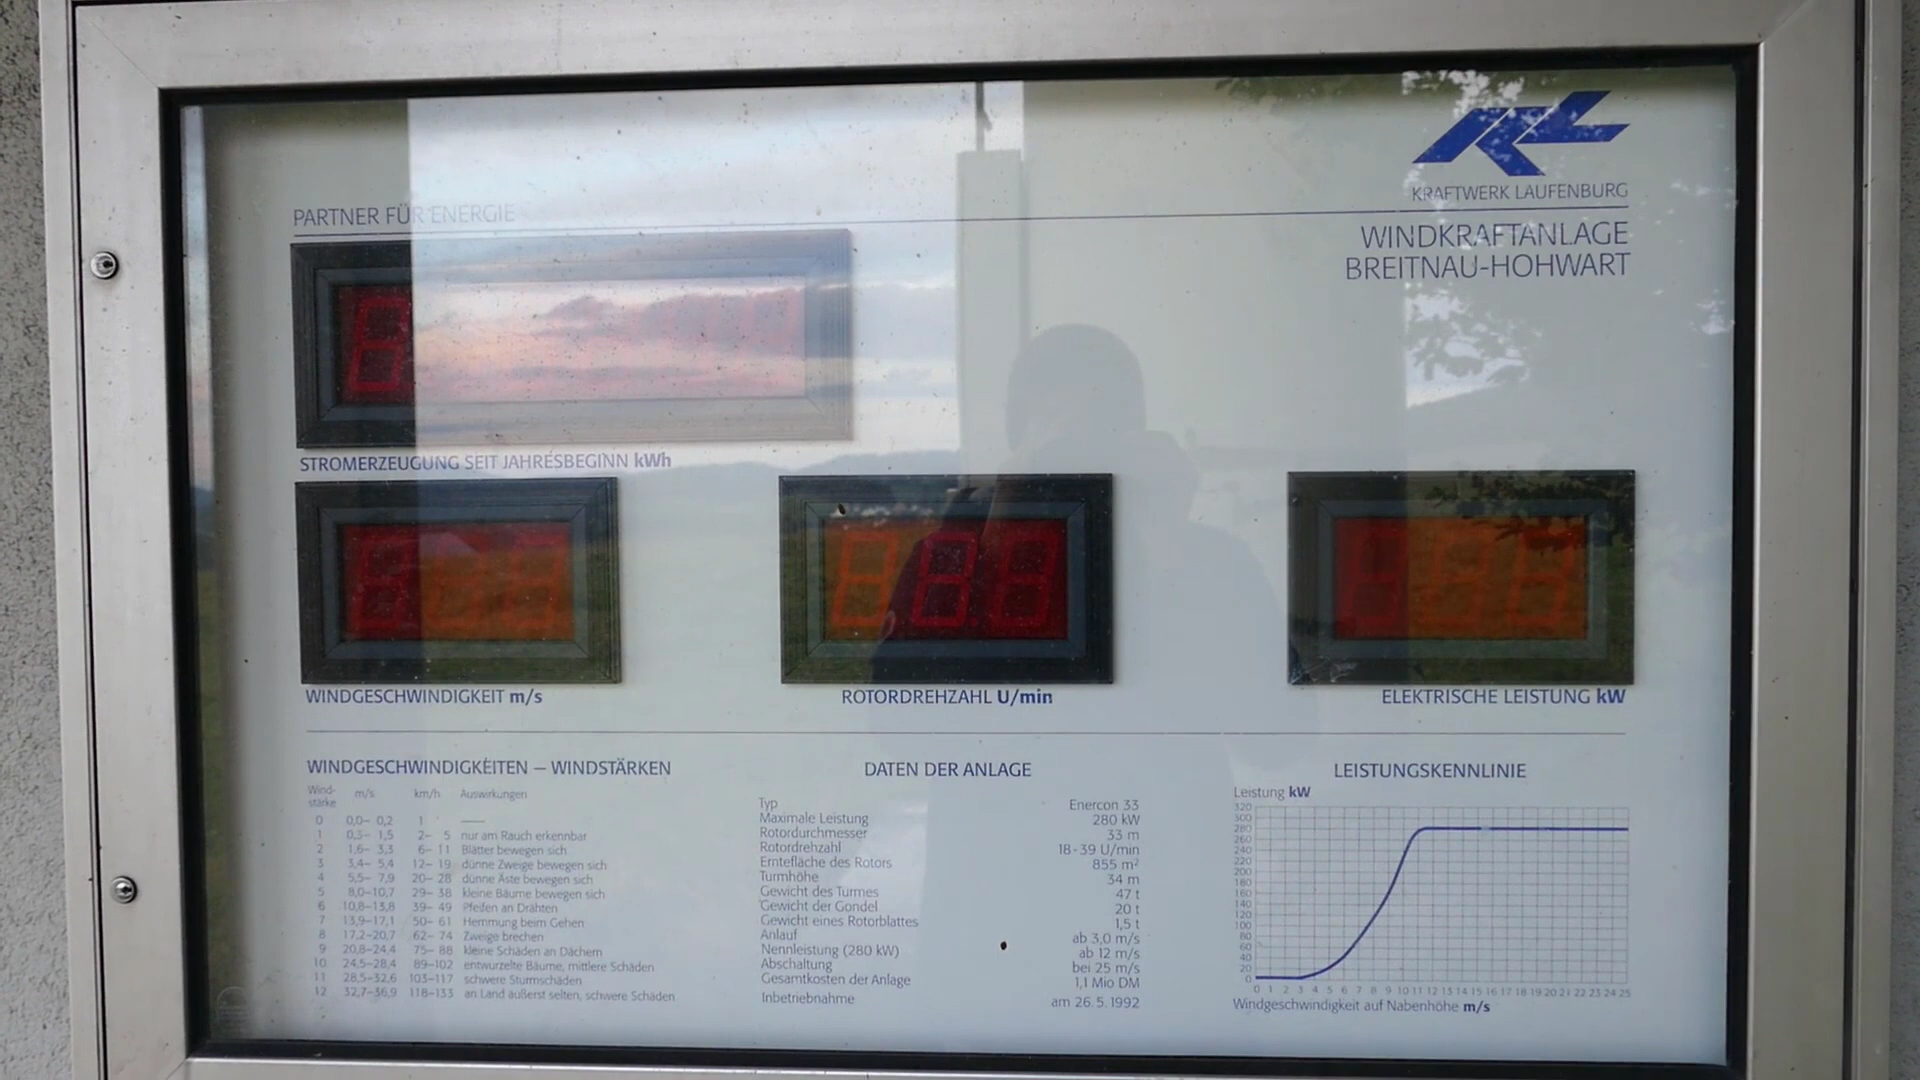 KRAFTWERK LAUFENBURG
PARTNER FÜR ENERGIE
WINDKRAFTANLAGE
BREITNAU-HOHWART
STROMERZEUGUNG SEIT JAHRESBEGINN kWh
WINDGESCHWINDIGKEIT m/s
ROTORDREHZAHL U/min
ELEKTRISCHE LEISTUNG kW
WINDGESCHWINDIGKEITEN – WINDSTÄRKEN
Wind-
stärke m/s km/h Auswirkungen
0 0,0– 0,2 1 —
1 0,3– 1,5 2– 5 nur am Rauch erkennbar
2 1,6– 3,3 6– 11 Blätter bewegen sich
3 3,4– 5,4 12– 19 dünne Zweige bewegen sich
4 5,5– 7,9 20– 28 dünne Äste bewegen sich
5 8,0–10,7 29– 38 kleine Bäume bewegen sich
6 10,8–13,8 39– 49 Pfeifen an Drähten
7 13,9–17,1 50– 61 Hemmung beim Gehen
8 17,2–20,7 62– 74 Zweige brechen
9 20,8–24,4 75– 88 kleine Schäden an Dächern
10 24,5–28,4 89–102 entwurzelte Bäume, mittlere Schäden
11 28,5–32,6 103–117 schwere Sturmschäden
12 32,7–36,9 118–133 an Land äußerst selten, schwere Schäden
DATEN DER ANLAGE
Typ Enercon 33
Maximale Leistung 280 kW
Rotordurchmesser 33 m
Rotordrehzahl 18-39 U/min
Erntefläche des Rotors 855 m²
Turmhöhe 34 m
Gewicht des Turmes 47 t
Gewicht der Gondel 20 t
Gewicht eines Rotorblattes 1,5 t
Anlauf ab 3,0 m/s
Nennleistung (280 kW) ab 12 m/s
Abschaltung bei 25 m/s
Gesamtkosten der Anlage 1,1 Mio DM
Inbetriebnahme am 26.5.1992
LEISTUNGSKENNLINIE
Leistung kW
320
300
280
260
240
220
200
180
160
140
120
100
80
60
40
20
0
0 1 2 3 4 5 6 7 8 9 10 11 12 13 14 15 16 17 18 19 20 21 22 23 24 25
Windgeschwindigkeit auf Nabenhöhe m/s